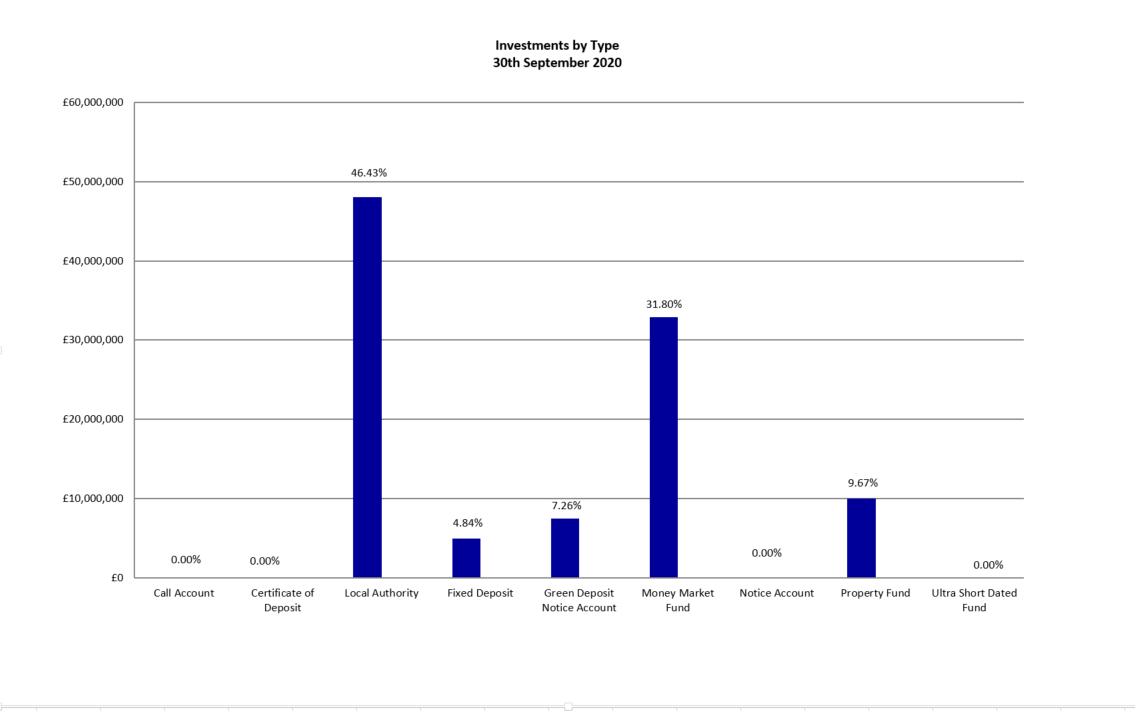 Investments by Type
30th September 2020
£60,000,000
£50,000,000
£40,000,000
£30,000,000
£20,000,000
£10,000,000
£0
0.00%
0.00%
46.43%
4.84%
7.26%
31.80%
0.00%
9.67%
0.00%
Call Account
Certificate of
Deposit
Local Authority
Fixed Deposit
Green Deposit
Notice Account
Money Market
Fund
Notice Account
Property Fund
Ultra Short Dated
Fund